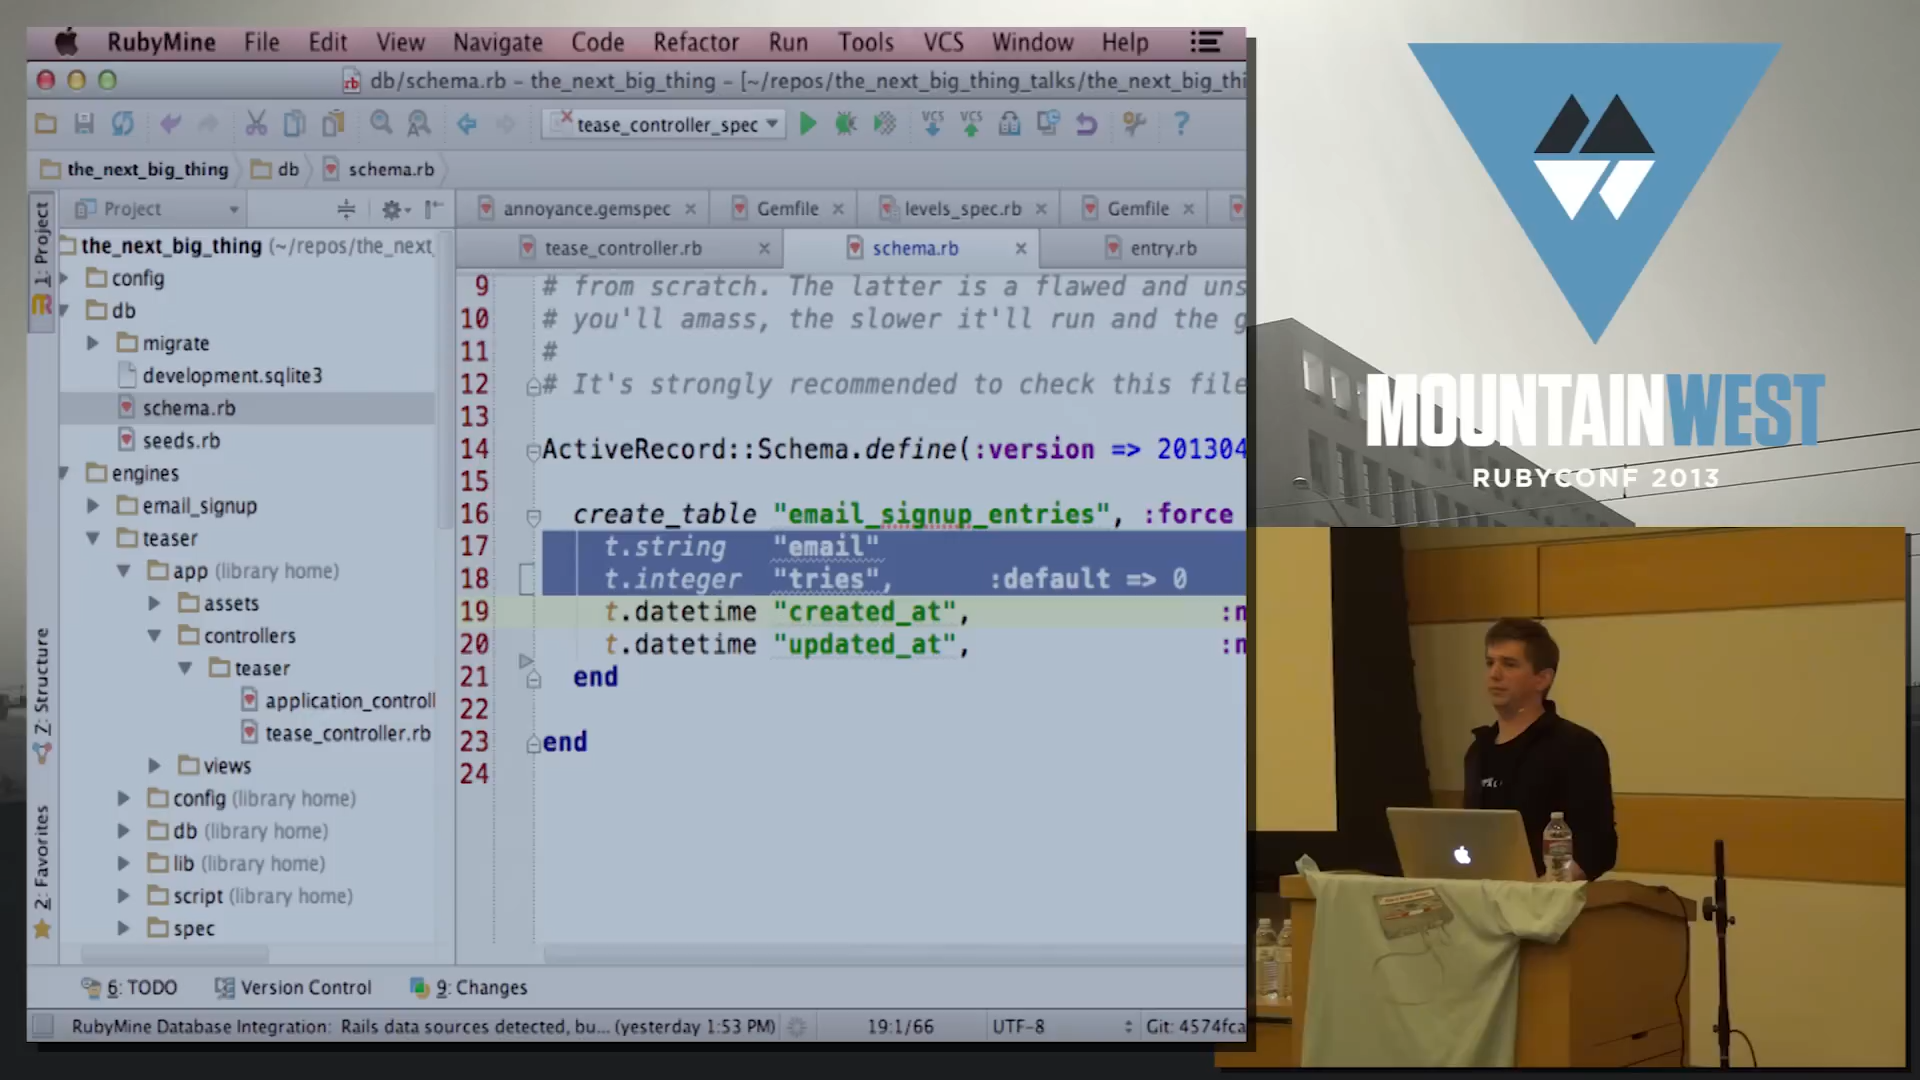 RubyMine File Edit View Navigate Code Refactor Run Tools VCS Window Help
db/schema.rb – the_next_big_thing – [~/repos/the_next_big_thing_talks/the_next_big_thi
tease_controller_spec
VCS VCS
the_next_big_thing db schema.rb
Project
annoyance.gemspec Gemfile levels_spec.rb Gemfile
tease_controller.rb schema.rb entry.rb
1: Project
Z: Structure
2: Favorites
the_next_big_thing (~/repos/the_next_
config
db
migrate
development.sqlite3
schema.rb
seeds.rb
engines
email_signup
teaser
app (library home)
assets
controllers
teaser
application_controll
tease_controller.rb
views
config (library home)
db (library home)
lib (library home)
script (library home)
spec
9 # from scratch. The latter is a flawed and uns
10 # you'll amass, the slower it'll run and the g
11 #
12 # It's strongly recommended to check this file
13
14 ActiveRecord::Schema.define(:version => 201304
15
16 create_table "email_signup_entries", :force
17 t.string "email"
18 t.integer "tries", :default => 0
19 t.datetime "created_at", :n
20 t.datetime "updated_at", :n
21 end
22
23 end
24
6: TODO Version Control 9: Changes
RubyMine Database Integration: Rails data sources detected, bu... (yesterday 1:53 PM) 19:1/66 UTF-8 Git: 4574fca
MOUNTAINWEST
RUBYCONF 2013